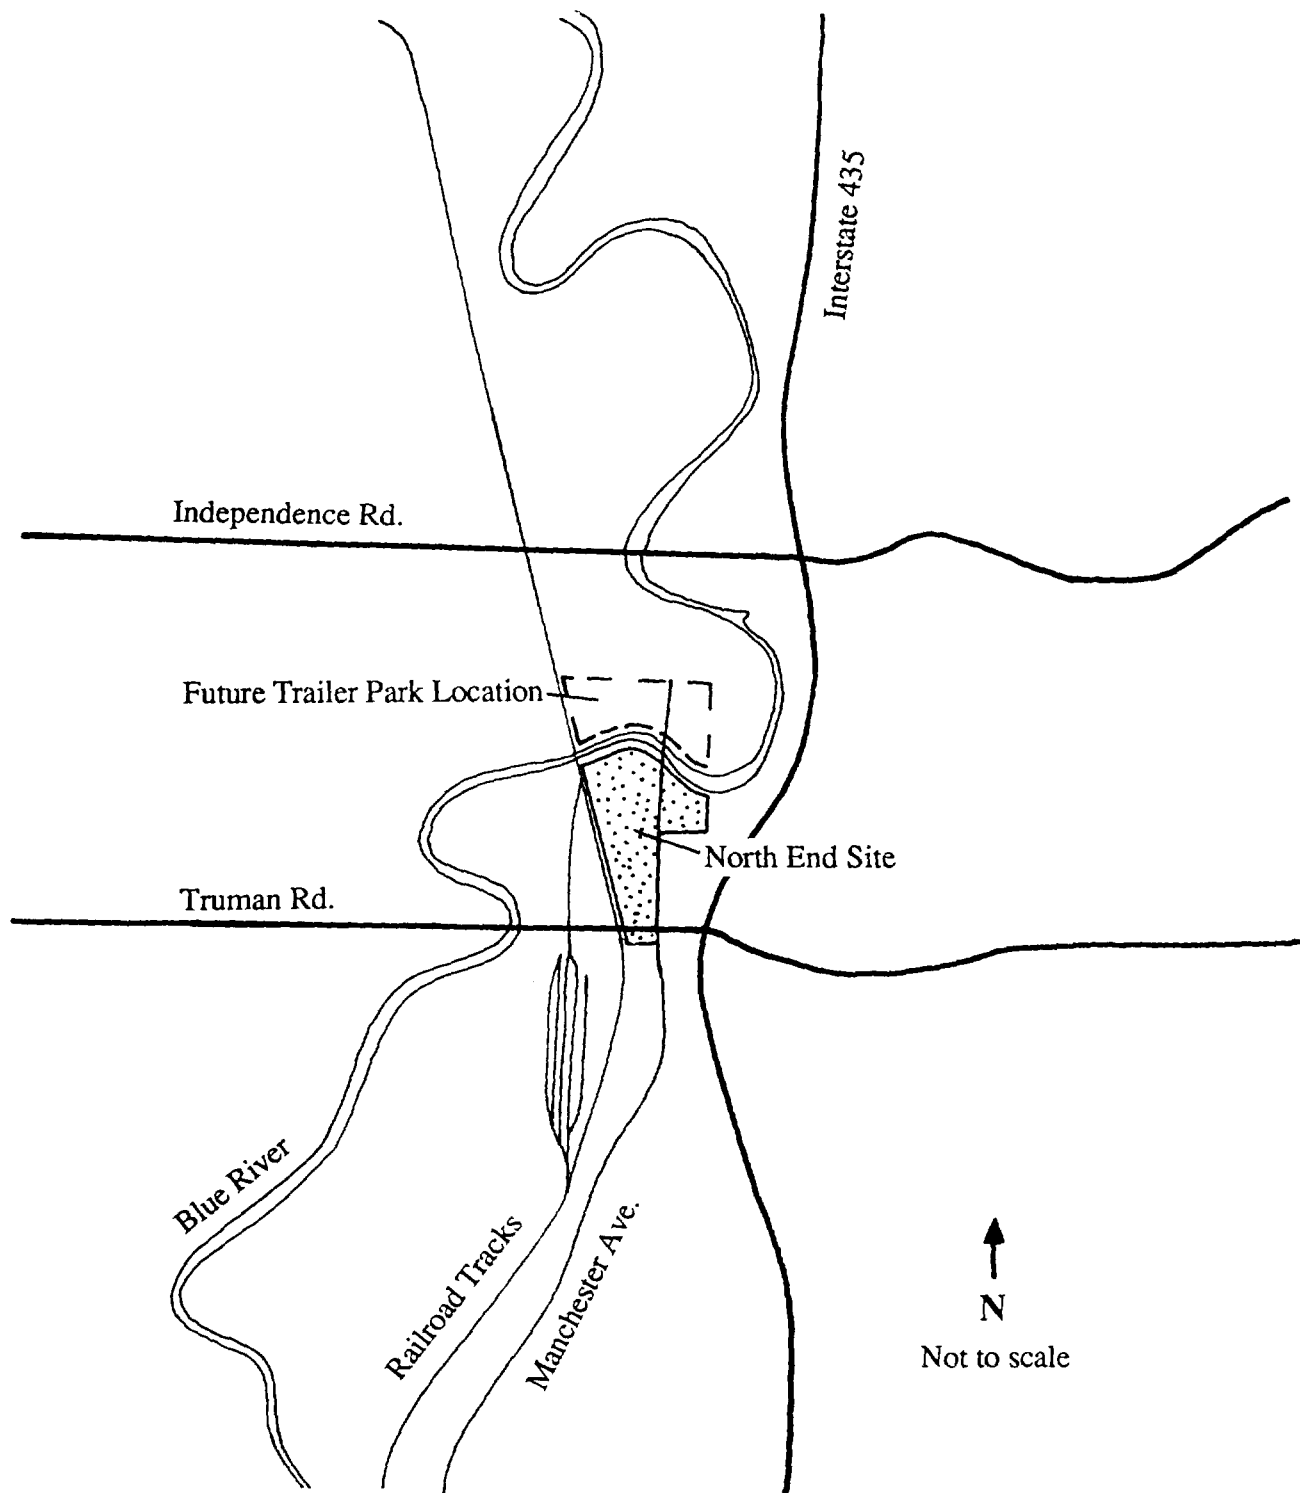 Interstate 435
Independence Rd.
Future Trailer Park Location
North End Site
Truman Rd.
Blue River
Railroad Tracks
Manchester Ave.
N
Not to scale